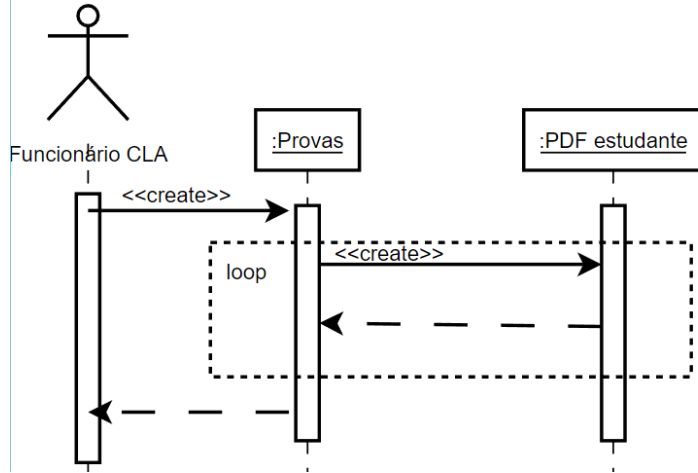 Funcionário CLA
:Provas
:PDF estudante
<<create>>
<<create>>
loop